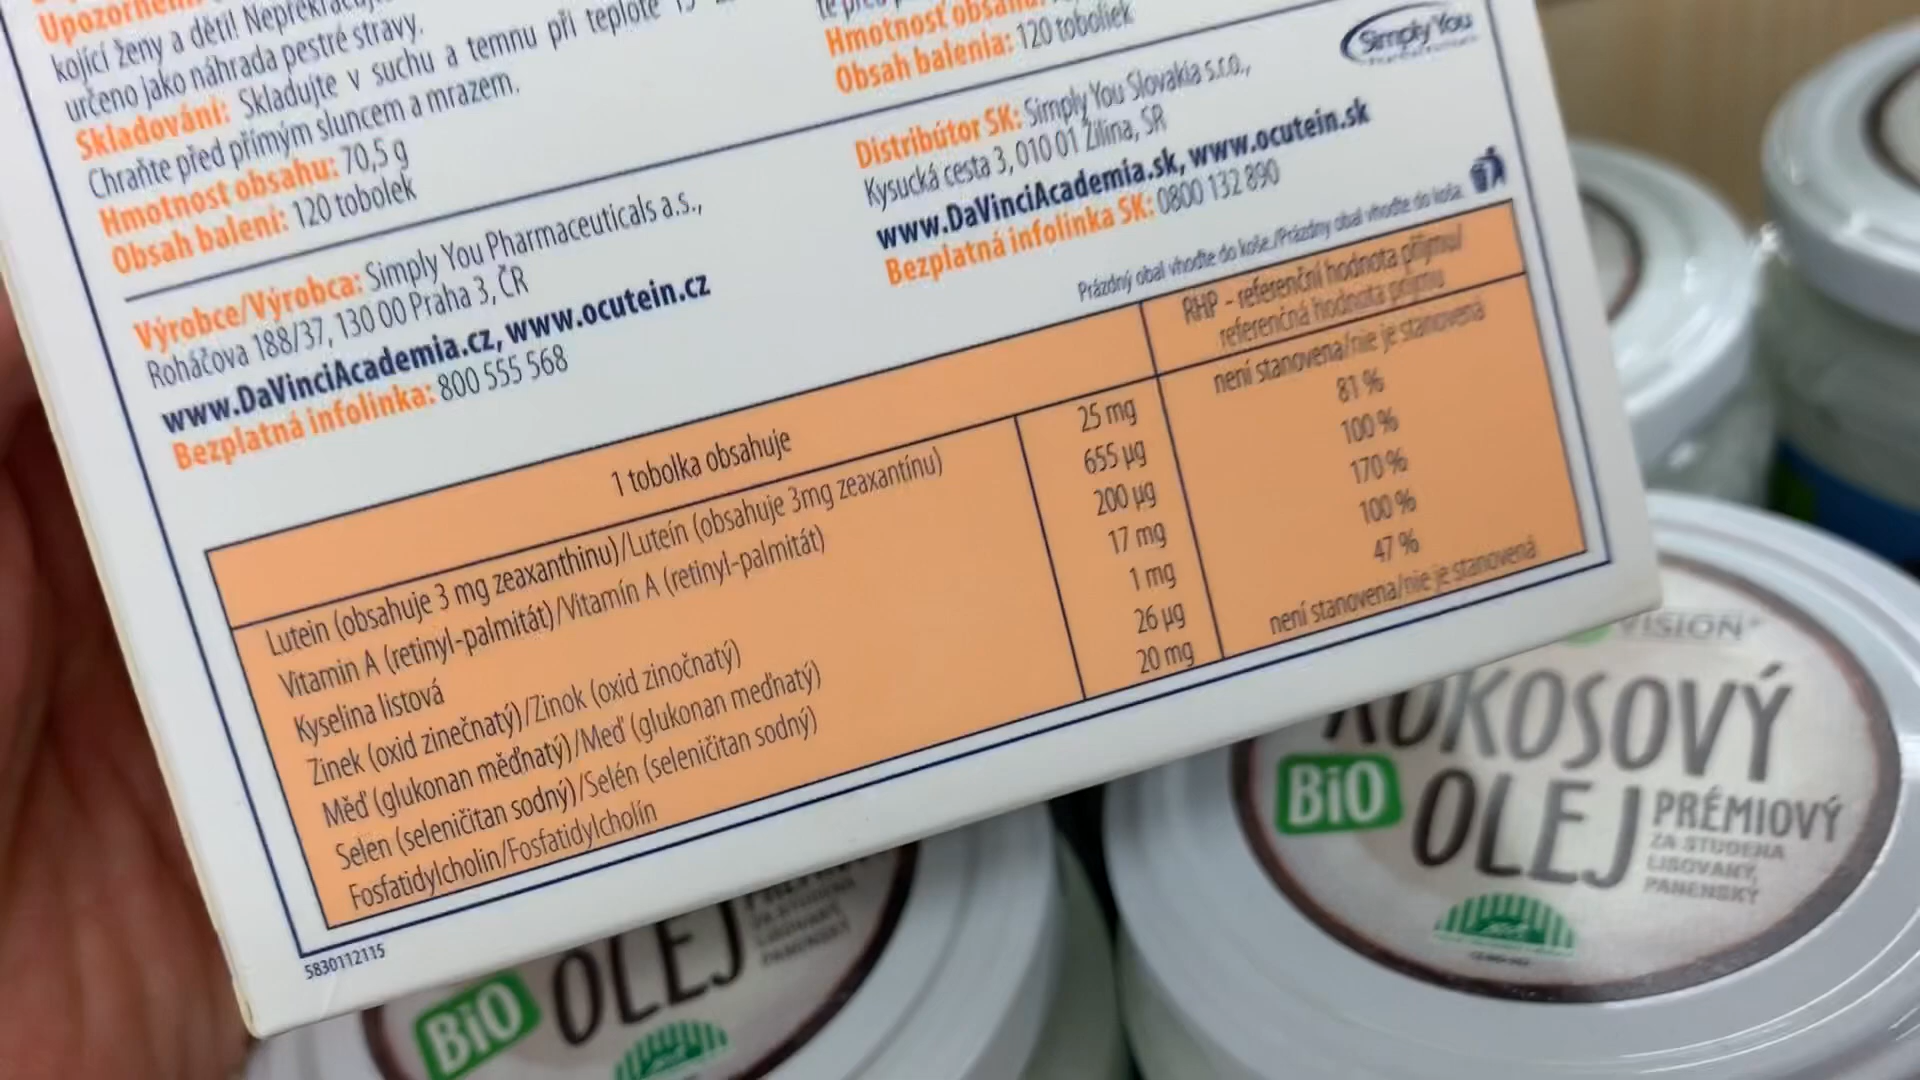 Upozornění:
kojící ženy a děti! Nepřekračujte
určeno jako náhrada pestré stravy.
Skladování: Skladujte v suchu a temnu při teplotě 15
Chraňte před přímým sluncem a mrazem.
Hmotnost obsahu: 70,5 g
Obsah balení: 120 tobolek
Výrobce/Výrobca: Simply You Pharmaceuticals a.s.,
Roháčova 188/37, 130 00 Praha 3, ČR
www.DaVinciAcademia.cz, www.ocutein.cz
Bezplatná infolinka: 800 555 568
Hmotnosť obsahu:
Obsah balenia: 120 toboliek
Simply You
Distribútor SK: Simply You Slovakia s.r.o.,
Kysucká cesta 3, 010 01 Žilina, SR
www.DaVinciAcademia.sk, www.ocutein.sk
Bezplatná infolinka SK: 0800 132 890
Prázdný obal vhoďte do koše./Prázdny obal vhoďte do koša.
1 tobolka obsahuje
RHP - referenční hodnota příjmu/
referenčná hodnota príjmu
Lutein (obsahuje 3 mg zeaxanthinu)/Luteín (obsahuje 3mg zeaxantínu) 25 mg není stanovena/nie je stanovená
Vitamin A (retinyl-palmitát)/Vitamín A (retinyl-palmitát) 655 µg 81 %
Kyselina listová 200 µg 100 %
Zinek (oxid zinečnatý)/Zinok (oxid zinočnatý) 17 mg 170 %
Měď (glukonan měďnatý)/Meď (glukonan meďnatý) 1 mg 100 %
Selen (seleničitan sodný)/Selén (seleničitan sodný) 26 µg 47 %
Fosfatidylcholin/Fosfatidylcholín 20 mg není stanovena/nie je stanovená
5830112115
VISION
KOKOSOVÝ
BIO OLEJ PRÉMIOVÝ
ZA STUDENA
LISOVANÝ,
PANENSKÝ
BIO OLEJ
ZA STUDENA
LISOVANÝ,
PANENSKÝ